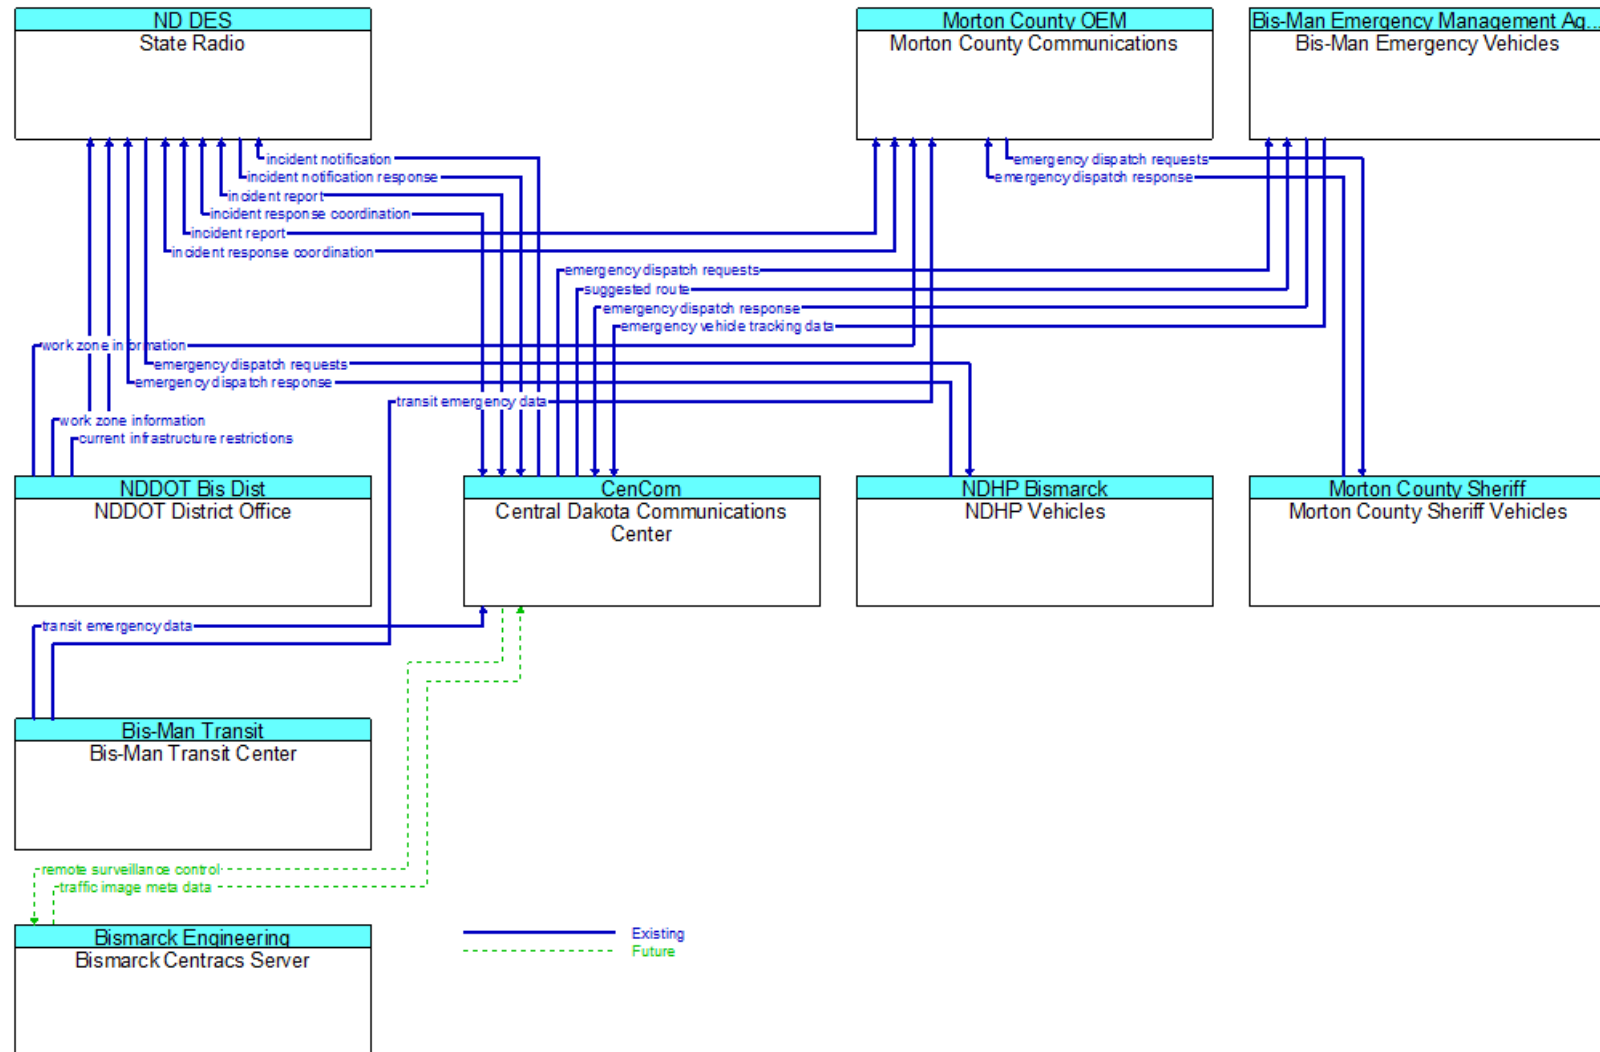 ND DES
State Radio
Morton County OEM
Morton County Communications
Bis-Man Emergency Management Ag...
Bis-Man Emergency Vehicles
incident notification
incident notification response
incident report
incident response coordination
incident report
incident response coordination
emergency dispatch requests
emergency dispatch response
emergency dispatch requests
suggested route
emergency dispatch response
emergency vehicle tracking data
work zone information
emergency dispatch requests
emergency dispatch response
transit emergency data
work zone information
current infrastructure restrictions
NDDOT Bis Dist
NDDOT District Office
CenCom
Central Dakota Communications
Center
NDHP Bismarck
NDHP Vehicles
Morton County Sheriff
Morton County Sheriff Vehicles
transit emergency data
Bis-Man Transit
Bis-Man Transit Center
remote surveillance control
traffic image meta data
Bismarck Engineering
Bismarck Centracs Server
Existing
Future